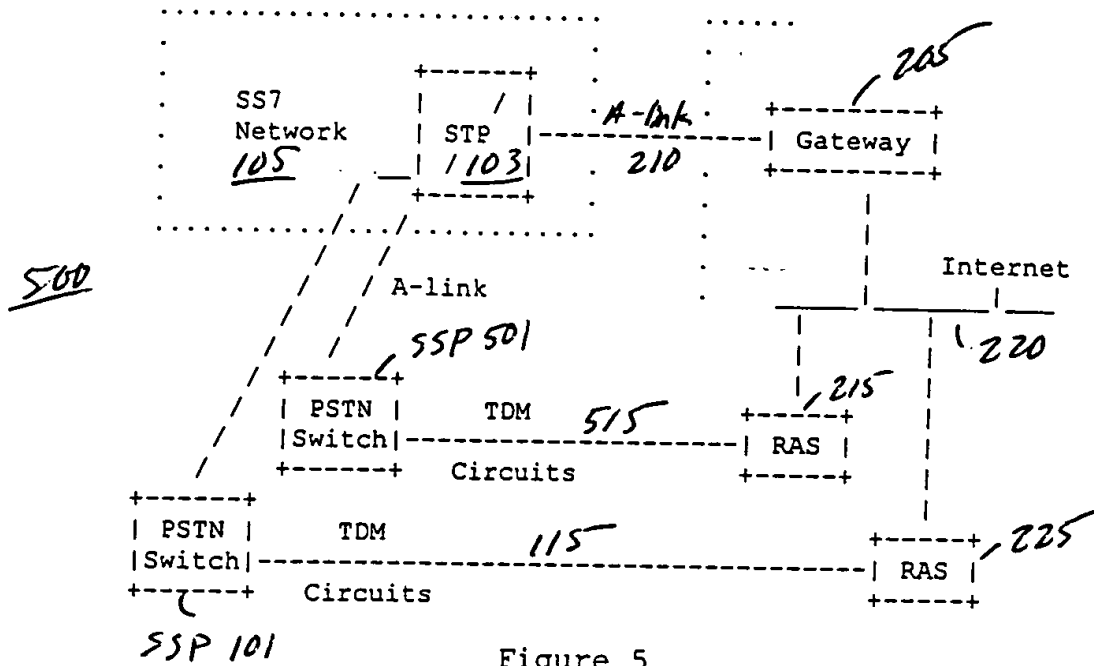 205
SS7
Network
105
STP
103
A-link
210
Gateway
500
Internet
A-link
220
SSP 501
PSTN
Switch
TDM
515
Circuits
215
RAS
PSTN
Switch
TDM
115
Circuits
225
RAS
SSP 101
Figure 5